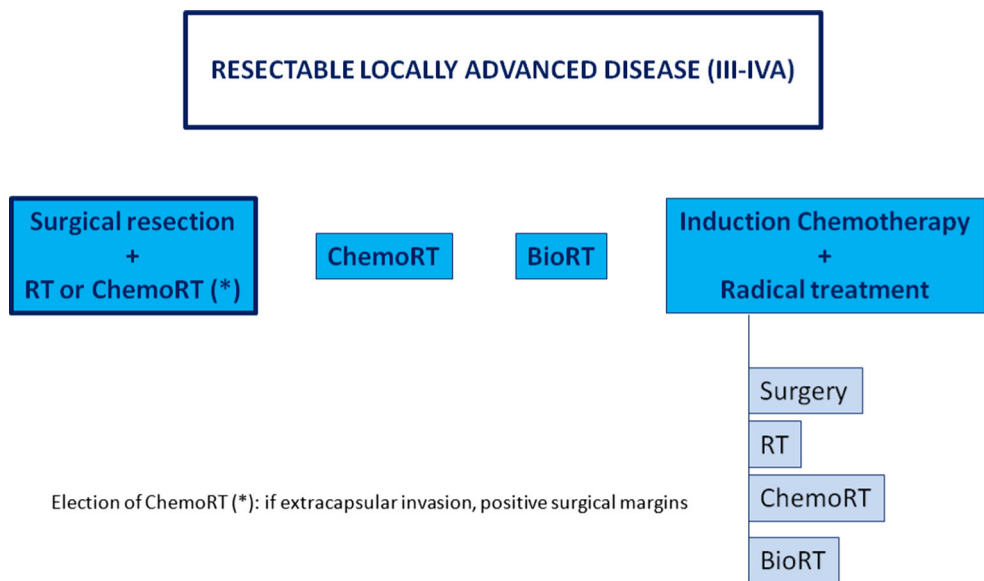 RESECTABLE LOCALLY ADVANCED DISEASE (III-IVA)
Surgical resection
+
RT or ChemoRT (*)
ChemoRT
BioRT
Induction Chemotherapy
+
Radical treatment
Surgery
RT
ChemoRT
BioRT
Election of ChemoRT (*): if extracapsular invasion, positive surgical margins